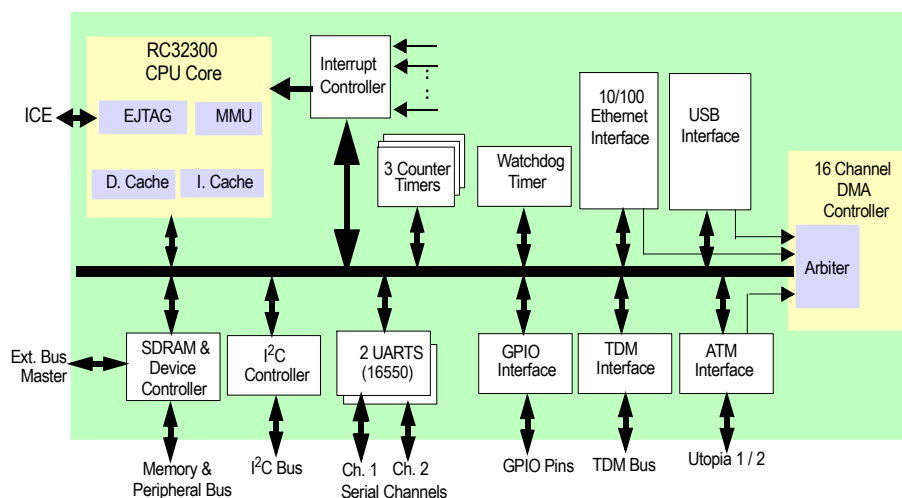 RC32300
CPU Core
EJTAG
MMU
D. Cache
I. Cache
ICE
Interrupt
Controller
3 Counter
Timers
Watchdog
Timer
10/100
Ethernet
Interface
USB
Interface
16 Channel
DMA
Controller
Arbiter
Ext. Bus
Master
SDRAM &
Device
Controller
I²C
Controller
2 UARTS
(16550)
GPIO
Interface
TDM
Interface
ATM
Interface
Memory &
Peripheral Bus
I²C Bus
Ch. 1
Ch. 2
Serial Channels
GPIO Pins
TDM Bus
Utopia 1 / 2